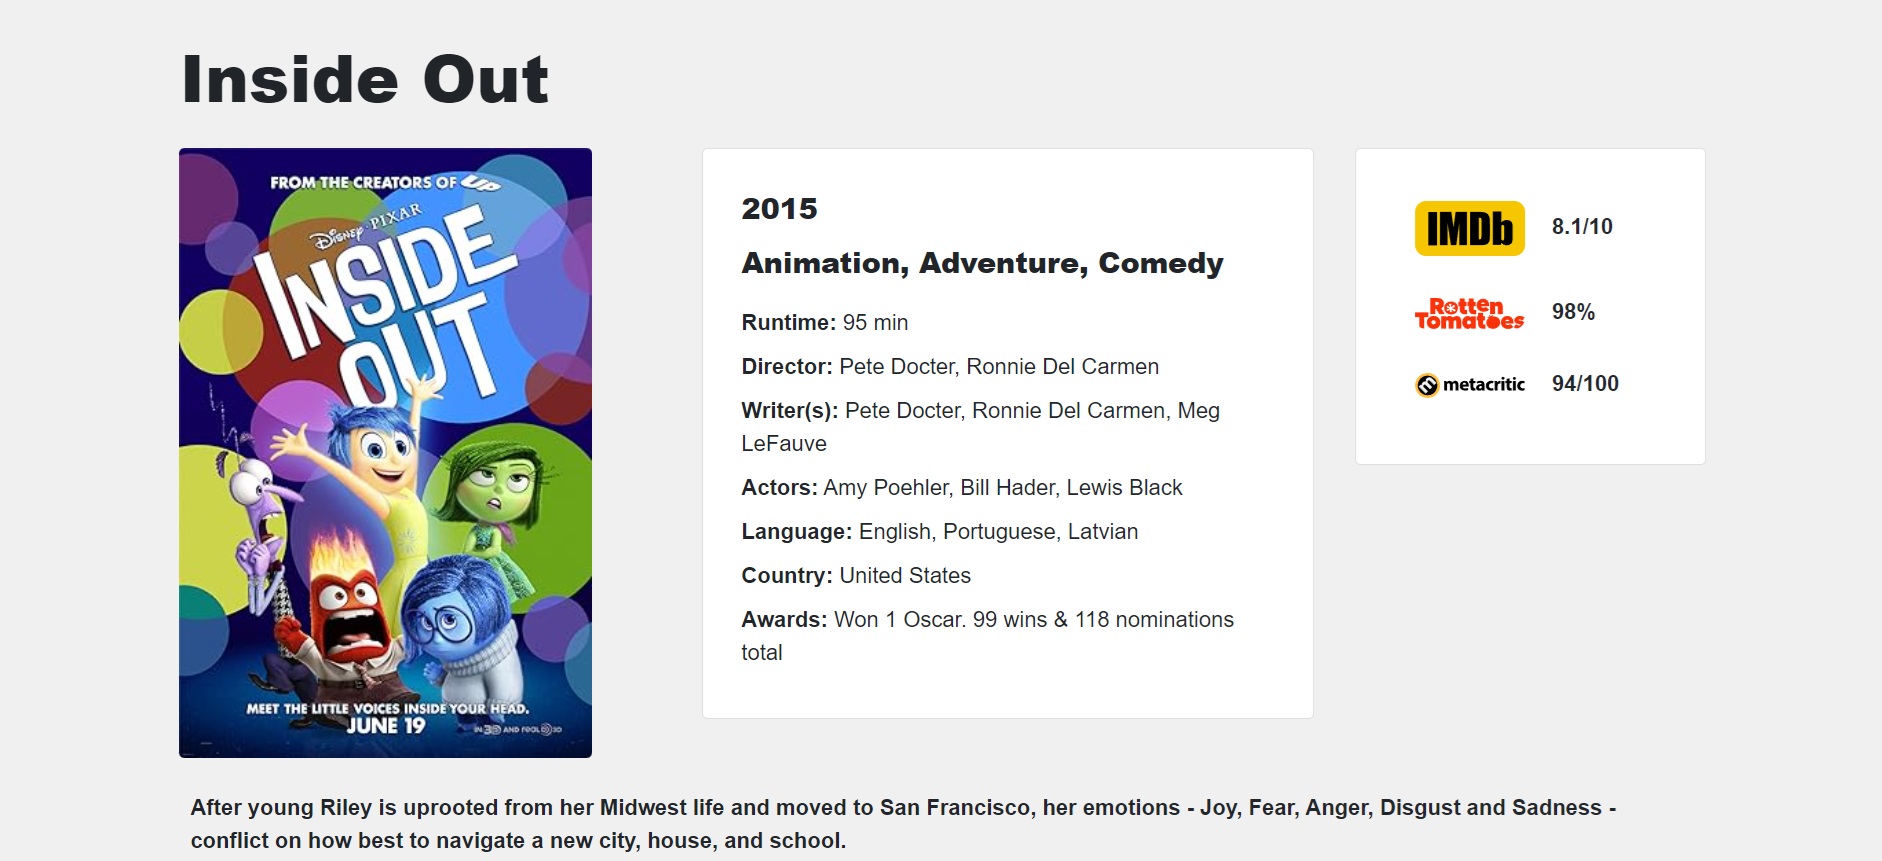 Inside Out
FROM THE CREATORS OF UP
Disney · PIXAR
INSIDE
OUT
MEET THE LITTLE VOICES INSIDE YOUR HEAD.
JUNE 19
IN 3D AND REAL D 3D
2015
Animation, Adventure, Comedy
Runtime: 95 min
Director: Pete Docter, Ronnie Del Carmen
Writer(s): Pete Docter, Ronnie Del Carmen, Meg
LeFauve
Actors: Amy Poehler, Bill Hader, Lewis Black
Language: English, Portuguese, Latvian
Country: United States
Awards: Won 1 Oscar. 99 wins & 118 nominations
total
IMDb 8.1/10
Rotten
Tomatoes 98%
metacritic 94/100
After young Riley is uprooted from her Midwest life and moved to San Francisco, her emotions - Joy, Fear, Anger, Disgust and Sadness -
conflict on how best to navigate a new city, house, and school.